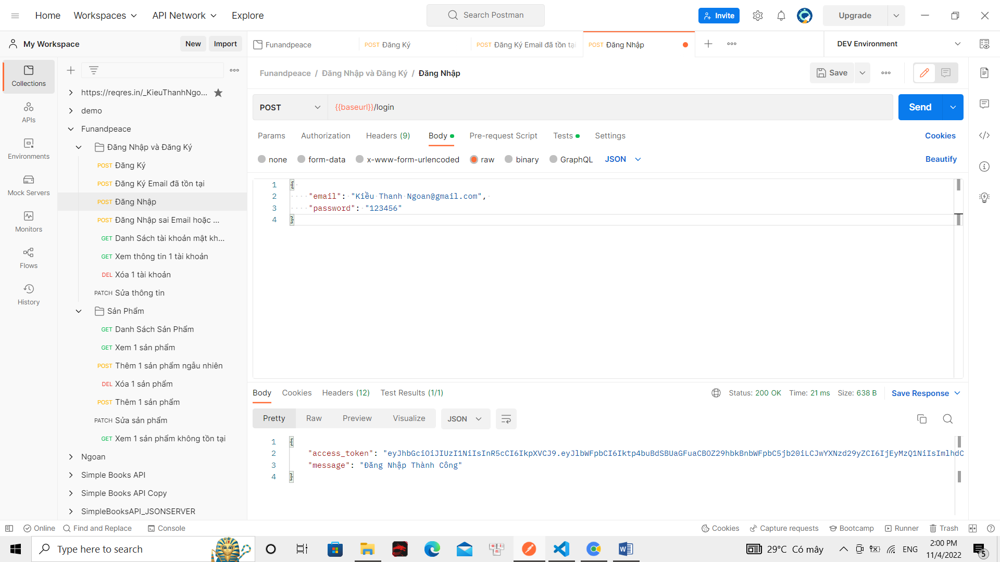 Home Workspaces API Network Explore Search Postman Invite Upgrade
My Workspace New Import Funandpeace POST Đăng Ký POST Đăng Ký Email đã tồn tạ POST Đăng Nhập DEV Environment
Funandpeace / Đăng Nhập và Đăng Ký / Đăng Nhập Save
Collections
APIs
Environments
Mock Servers
Monitors
Flows
History
https://reqres.in/_KieuThanhNgo...
demo
Funandpeace
Đăng Nhập và Đăng Ký
POST Đăng Ký
POST Đăng Ký Email đã tồn tại
POST Đăng Nhập
POST Đăng Nhập sai Email hoặc ...
GET Danh Sách tài khoản mật kh...
GET Xem thông tin 1 tài khoản
DEL Xóa 1 tài khoản
PATCH Sửa thông tin
Sản Phẩm
GET Danh Sách Sản Phẩm
GET Xem 1 sản phẩm
POST Thêm 1 sản phẩm ngẫu nhiên
DEL Xóa 1 sản phẩm
POST Thêm 1 sản phẩm
PATCH Sửa sản phẩm
GET Xem 1 sản phẩm không tồn tại
Ngoan
Simple Books API
Simple Books API Copy
SimpleBooksAPI_JSONSERVER
POST {{baseurl}}/login Send
Params Authorization Headers (9) Body Pre-request Script Tests Settings Cookies
none form-data x-www-form-urlencoded raw binary GraphQL JSON Beautify
1 {
2 "email": "Kiều Thanh Ngoan@gmail.com",
3 "password": "123456"
4 }
Body Cookies Headers (12) Test Results (1/1) Status: 200 OK Time: 21 ms Size: 638 B Save Response
Pretty Raw Preview Visualize JSON
1 {
2 "access_token": "eyJhbGciOiJIUzI1NiIsInR5cCI6IkpXVCJ9.eyJlbWFpbCI6Iktp4buBdSBUaGFuaCBOZ29hbkBnbWFpbC5jb20iLCJwYXNzd29yZCI6IjEyMzQ1NiIsImlhdC
3 "message": "Đăng Nhập Thành Công"
4 }
Online Find and Replace Console Cookies Capture requests Bootcamp Runner Trash
Type here to search 29°C Có mây ENG 2:00 PM
11/4/2022 5